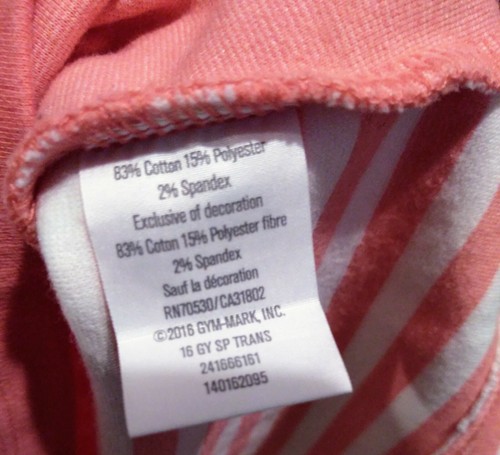 83% Cotton 15% Polyester
2% Spandex
Exclusive of decoration
83% Coton 15% Polyester fibre
2% Spandex
Sauf la décoration
RN70530/CA31802
©2016 GYM-MARK, INC.
16 GY SP TRANS
241666161
140162095